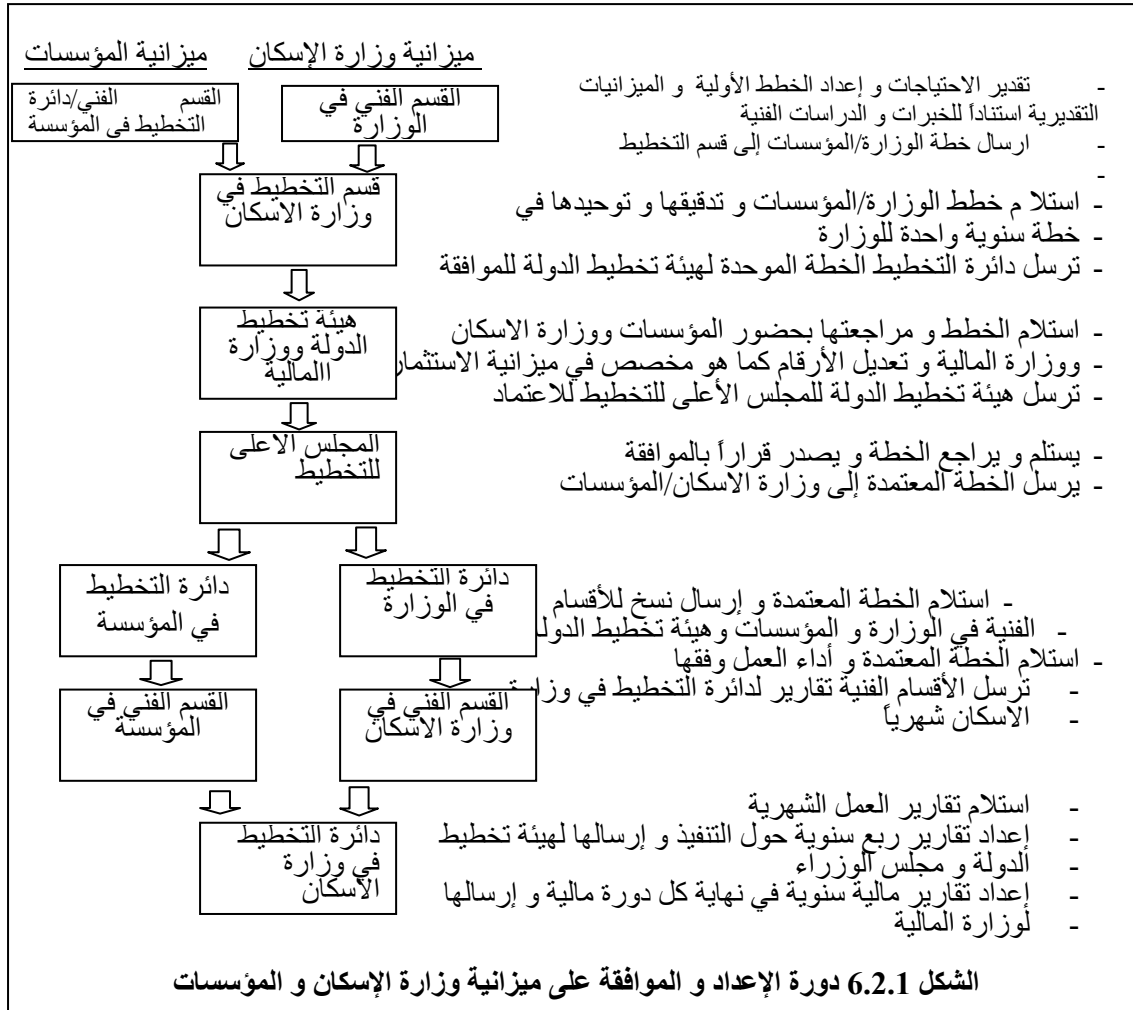 ميزانية وزارة الإسكان
ميزانية المؤسسات
القسم الفني في
الوزارة
القسم الفني/دائرة
التخطيط في المؤسسة
- تقدير الاحتياجات و إعداد الخطط الأولية و الميزانيات
التقديرية استناداً للخبرات و الدراسات الفنية
- ارسال خطة الوزارة/المؤسسات إلى قسم التخطيط
-
قسم التخطيط في
وزارة الاسكان
- استلا م خطط الوزارة/المؤسسات و تدقيقها و توحيدها في
- خطة سنوية واحدة للوزارة
- ترسل دائرة التخطيط الخطة الموحدة لهيئة تخطيط الدولة للموافقة
هيئة تخطيط
الدولة ووزارة
االمالية
- استلام الخطط و مراجعتها بحضور المؤسسات ووزارة الاسكان
- ووزارة المالية و تعديل الأرقام كما هو مخصص في ميزانية الاستثمار
- ترسل هيئة تخطيط الدولة للمجلس الأعلى للتخطيط للاعتماد
المجلس الاعلى
للتخطيط
- يستلم و يراجع الخطة و يصدر قراراً بالموافقة
- يرسل الخطة المعتمدة إلى وزارة الاسكان/المؤسسات
دائرة التخطيط
في الوزارة
دائرة التخطيط
في المؤسسة
- استلام الخطة المعتمدة و إرسال نسخ للأقسام
- الفنية في الوزارة و المؤسسات وهيئة تخطيط الدولة
- استلام الخطة المعتمدة و أداء العمل وفقها
- ترسل الأقسام الفنية تقارير لدائرة التخطيط في
- الاسكان شهرياً
القسم الفني في
وزارة الاسكان
القسم الفني في
المؤسسة
دائرة التخطيط
في وزارة
الأسكان
- استلام تقارير العمل الشهرية
- إعداد تقارير ربع سنوية حول التنفيذ و إرسالها لهيئة تخطيط
- الدولة و مجلس الوزراء
- إعداد تقارير مالية سنوية في نهاية كل دورة مالية و إرسالها
- لوزارة المالية
الشكل 6.2.1 دورة الإعداد و الموافقة على ميزانية وزارة الإسكان و المؤسسات